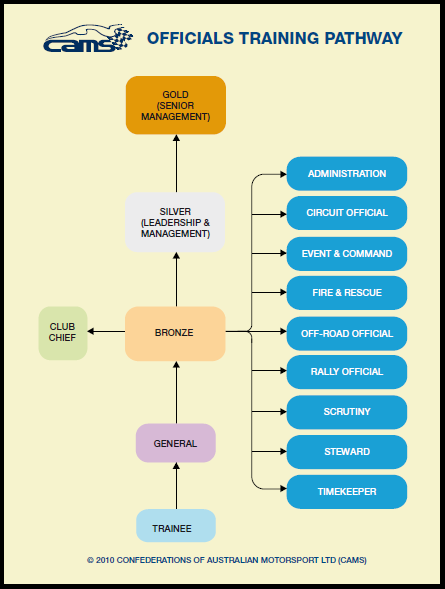 cams OFFICIALS TRAINING PATHWAY
GOLD
(SENIOR
MANAGEMENT)
SILVER
(LEADERSHIP &
MANAGEMENT)
ADMINISTRATION
CIRCUIT OFFICIAL
EVENT & COMMAND
FIRE & RESCUE
CLUB
CHIEF
BRONZE
OFF-ROAD OFFICIAL
RALLY OFFICIAL
SCRUTINY
GENERAL
STEWARD
TIMEKEEPER
TRAINEE
© 2010 CONFEDERATIONS OF AUSTRALIAN MOTORSPORT LTD (CAMS)